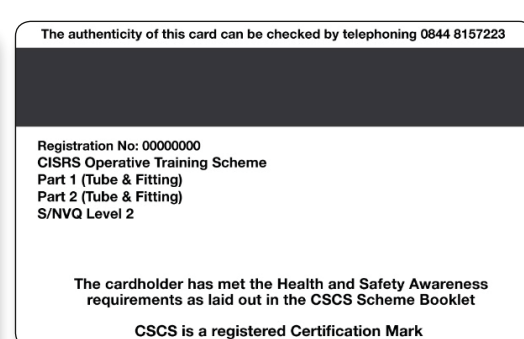 The authenticity of this card can be checked by telephoning 0844 8157223
Registration No: 00000000
CISRS Operative Training Scheme
Part 1 (Tube & Fitting)
Part 2 (Tube & Fitting)
S/NVQ Level 2
The cardholder has met the Health and Safety Awareness
requirements as laid out in the CSCS Scheme Booklet
CSCS is a registered Certification Mark